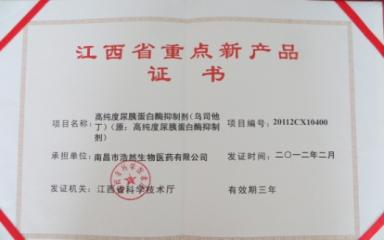 江西省重点新产品
证书
项目名称：高纯度尿胰蛋白酶抑制剂（乌司他
丁）（原：高纯度尿胰蛋白酶抑制
剂）
项目编号：20112CX10400
承担单位：南昌市浩然生物医药有限公司
发证时间：二〇一二年二月
发证机关：江西省科学技术厅
有效期三年